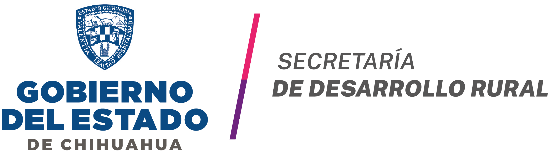 GOBIERNO
DEL ESTADO
DE CHIHUAHUA
SECRETARÍA
DE DESARROLLO RURAL